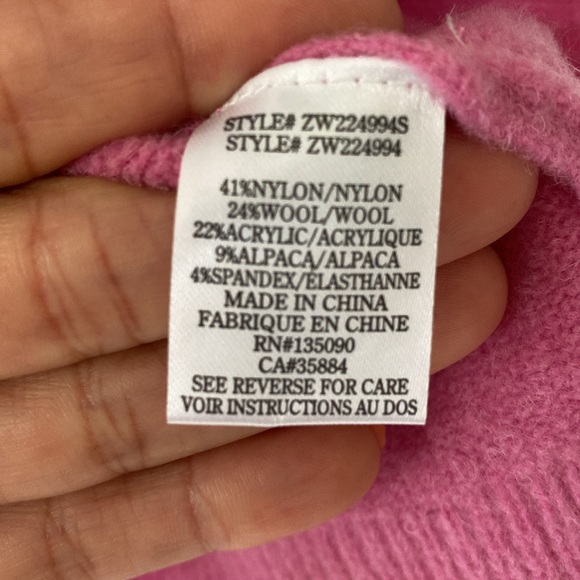 STYLE# ZW224994S
STYLE# ZW224994
41%NYLON/NYLON
24%WOOL/WOOL
22%ACRYLIC/ACRYLIQUE
9%ALPACA/ALPACA
4%SPANDEX/ÉLASTHANNE
MADE IN CHINA
FABRIQUE EN CHINE
RN#135090
CA#35884
SEE REVERSE FOR CARE
VOIR INSTRUCTIONS AU DOS